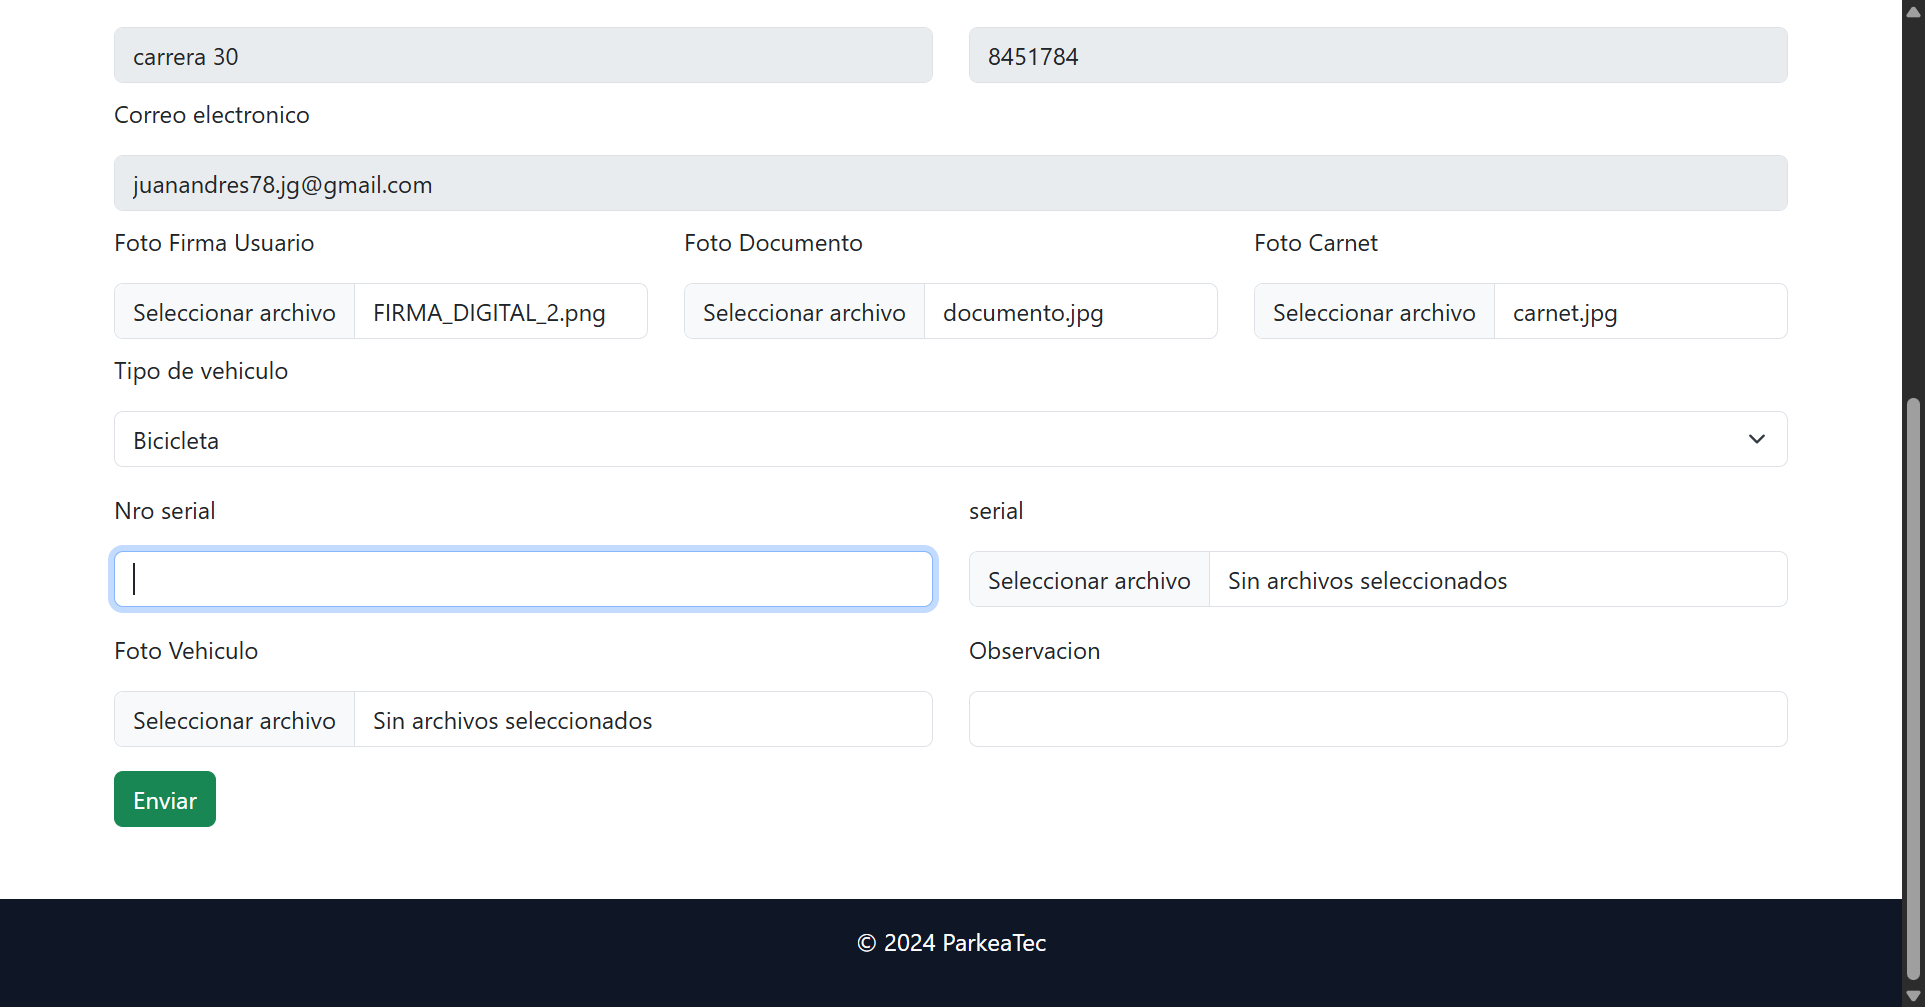 carrera 30
8451784
Correo electronico
juanandres78.jg@gmail.com
Foto Firma Usuario
Foto Documento
Foto Carnet
Seleccionar archivo FIRMA_DIGITAL_2.png
Seleccionar archivo documento.jpg
Seleccionar archivo carnet.jpg
Tipo de vehiculo
Bicicleta
Nro serial
serial
Seleccionar archivo Sin archivos seleccionados
Foto Vehiculo
Observacion
Seleccionar archivo Sin archivos seleccionados
Enviar
© 2024 ParkeaTec